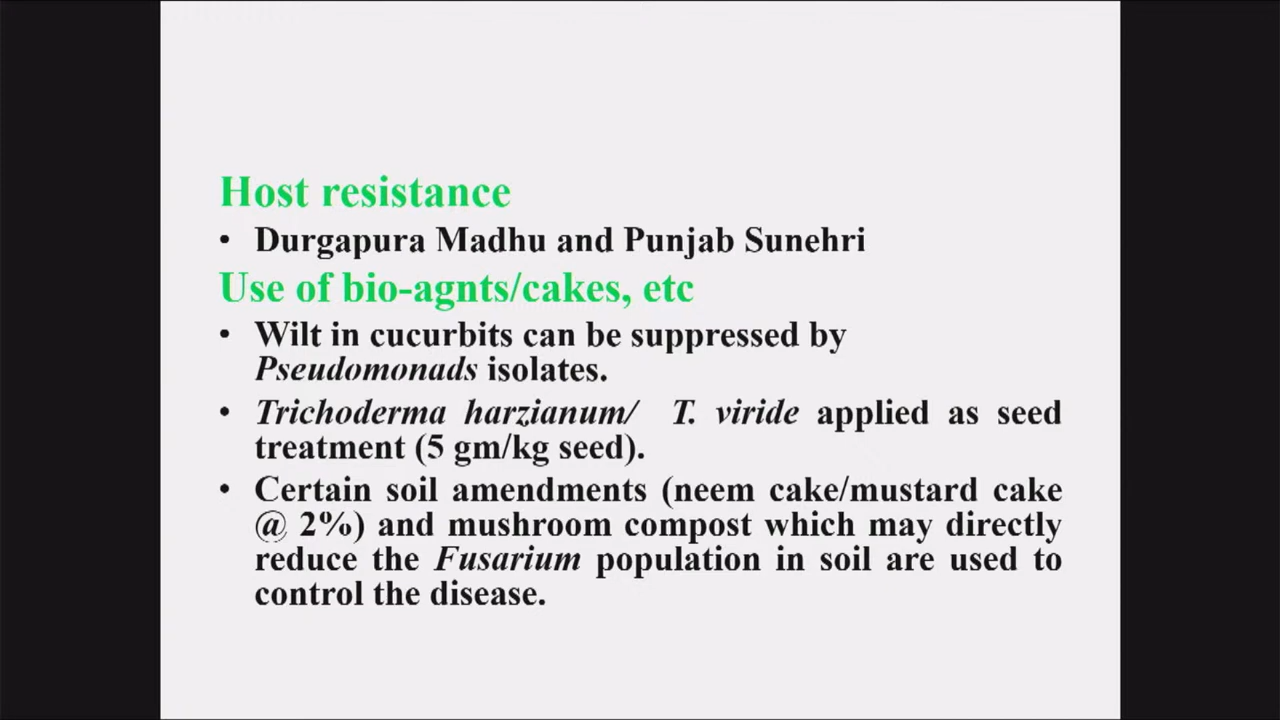 Host resistance
• Durgapura Madhu and Punjab Sunehri
Use of bio-agnts/cakes, etc
• Wilt in cucurbits can be suppressed by
Pseudomonads isolates.
• Trichoderma harzianum/ T. viride applied as seed
treatment (5 gm/kg seed).
• Certain soil amendments (neem cake/mustard cake
@ 2%) and mushroom compost which may directly
reduce the Fusarium population in soil are used to
control the disease.